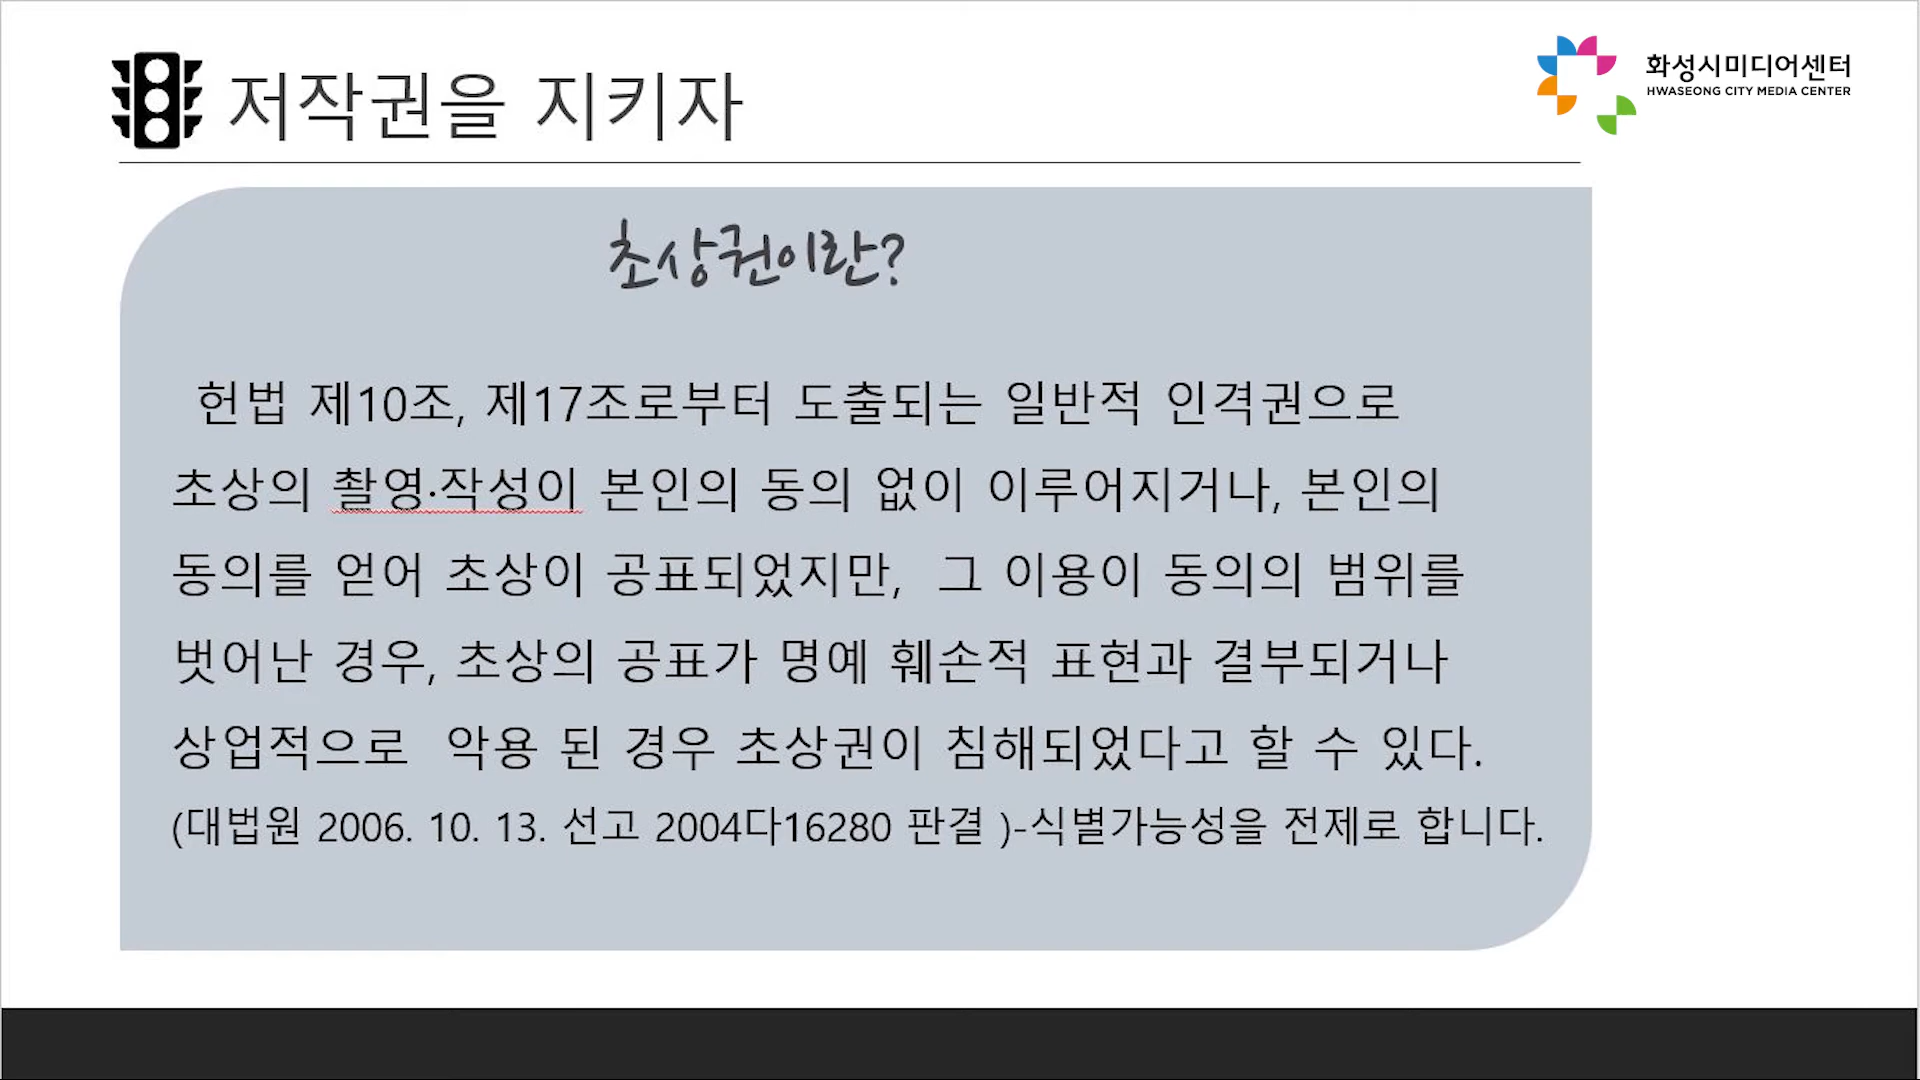 저작권을 지키자
화성시미디어센터
HWASEONG CITY MEDIA CENTER
초상권이란?
헌법 제10조, 제17조로부터 도출되는 일반적 인격권으로
초상의 촬영·작성이 본인의 동의 없이 이루어지거나, 본인의
동의를 얻어 초상이 공표되었지만, 그 이용이 동의의 범위를
벗어난 경우, 초상의 공표가 명예 훼손적 표현과 결부되거나
상업적으로 악용 된 경우 초상권이 침해되었다고 할 수 있다.
(대법원 2006. 10. 13. 선고 2004다16280 판결 )-식별가능성을 전제로 합니다.